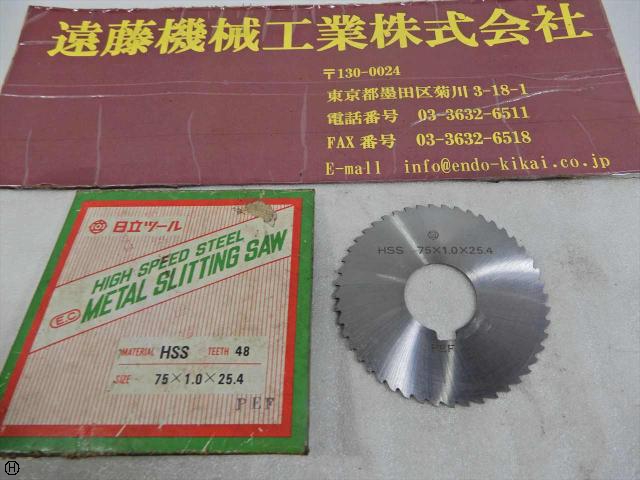 遠藤機械工業株式会社
〒130-0024
東京都墨田区菊川 3-18-1
電話番号 03-3632-6511
FAX 番号 03-3632-6518
E-mail info@endo-kikai.co.jp
日立ツール
HIGH SPEED STEEL
E.C METAL SLITTING SAW
MATERIAL HSS TEETH 48
SIZE 75×1.0×25.4
PEF
HSS 75×1.0×25.4
PEF
H